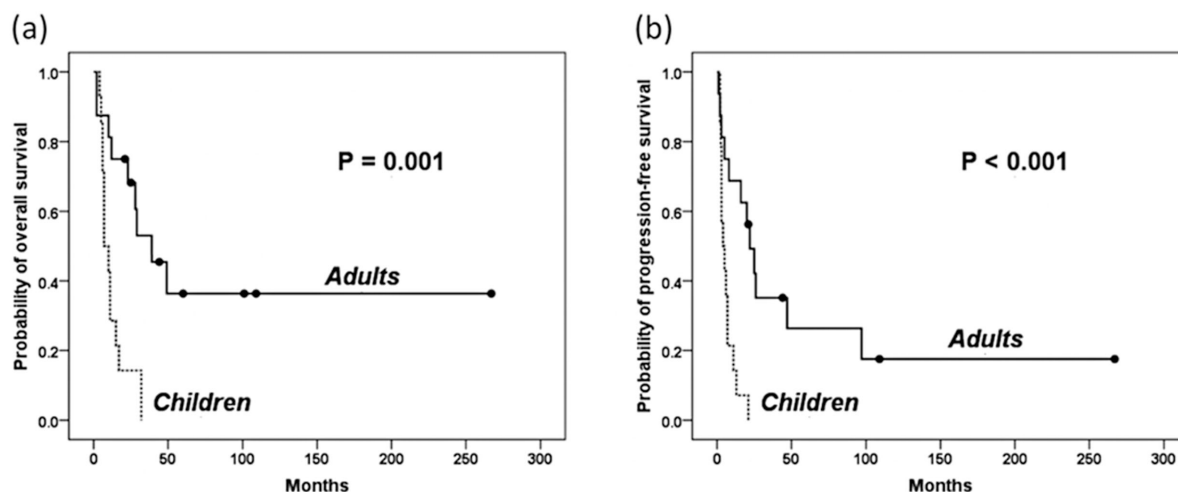 (a)
Probability of overall survival
1.0
0.8
0.6
0.4
0.2
0.0
P = 0.001
Adults
Children
0 50 100 150 200 250 300
Months
(b)
Probability of progression-free survival
1.0
0.8
0.6
0.4
0.2
0.0
P < 0.001
Adults
Children
0 50 100 150 200 250 300
Months